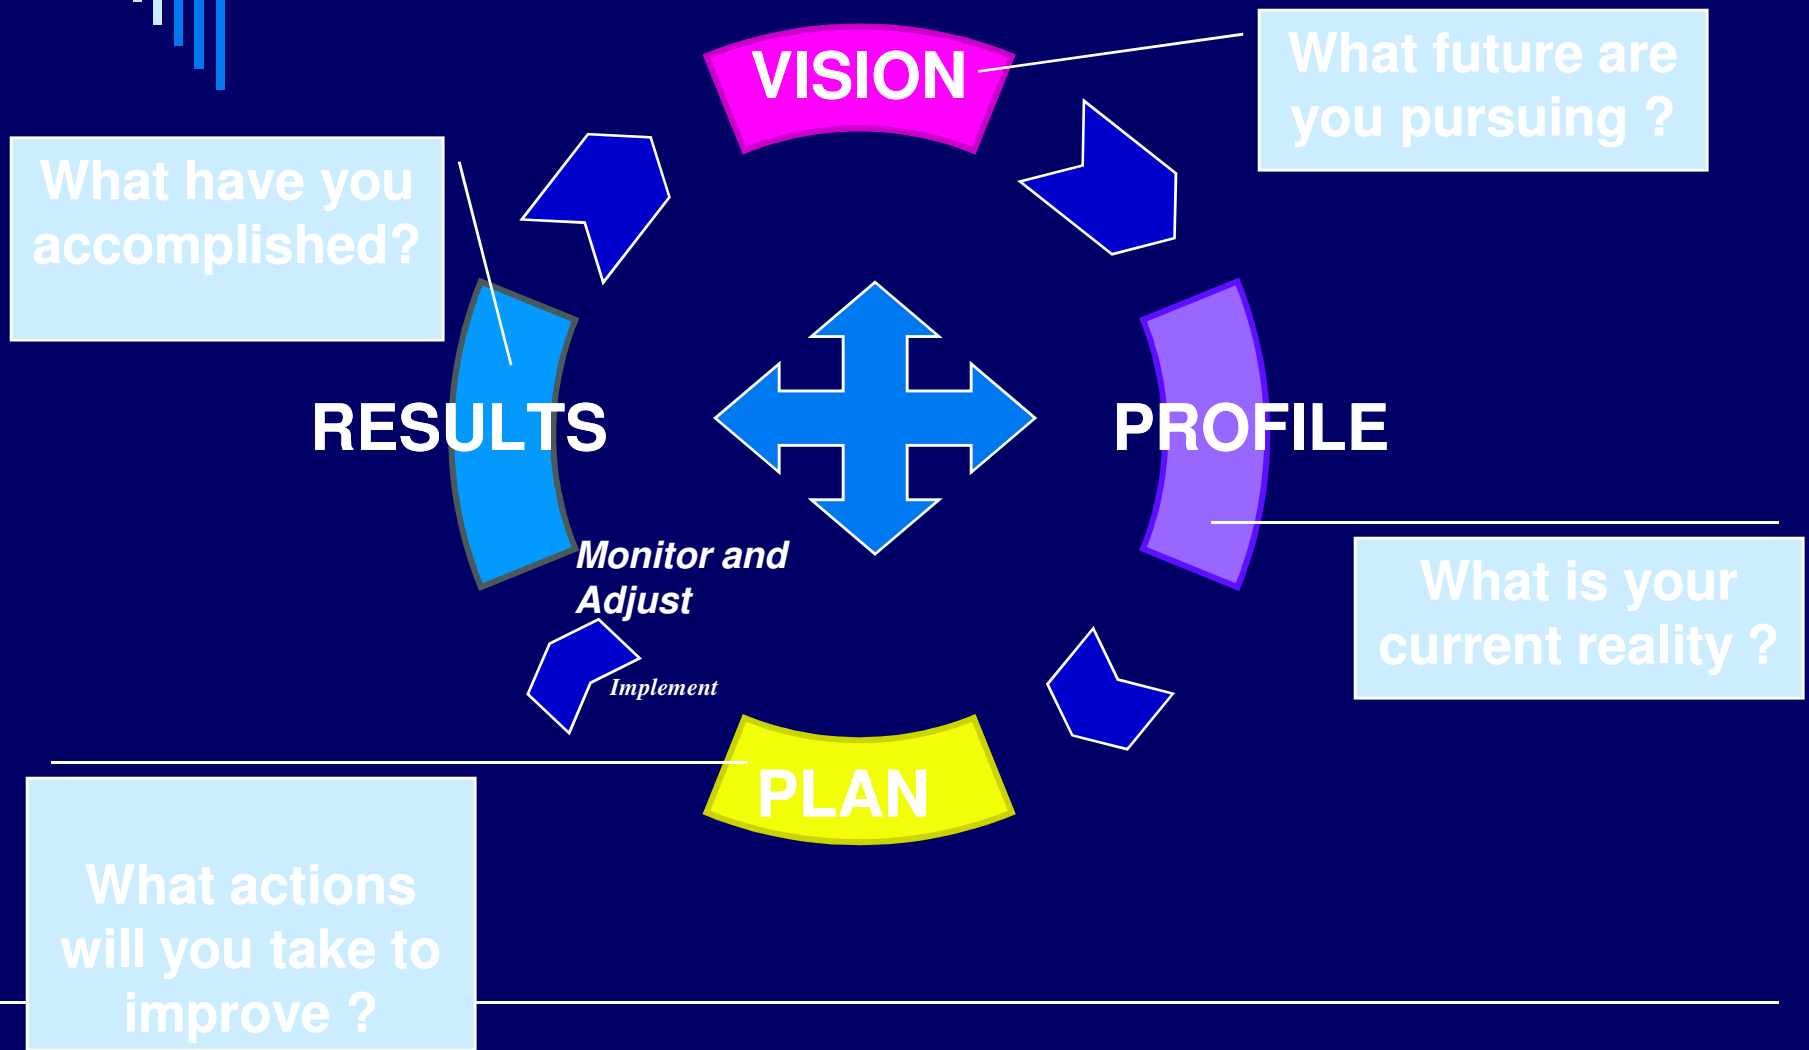 VISION
What future are
you pursuing ?
What have you
accomplished?
RESULTS
PROFILE
Monitor and
Adjust
What is your
current reality ?
Implement
PLAN
What actions
will you take to
improve ?